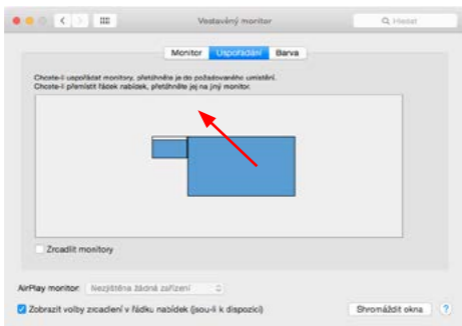 Vestavěný monitor
Hledat
Monitor Uspořádání Barva
Chcete-li uspořádat monitory, přetáhněte je do požadovaného umístění.
Chcete-li přemístit řádek nabídek, přetáhněte jej na jiný monitor.
Zrcadlit monitory
AirPlay monitor: Nezjištěna žádná zařízení
Zobrazit volby zrcadlení v řádku nabídek (jsou-li k dispozici)
Shromáždit okna ?